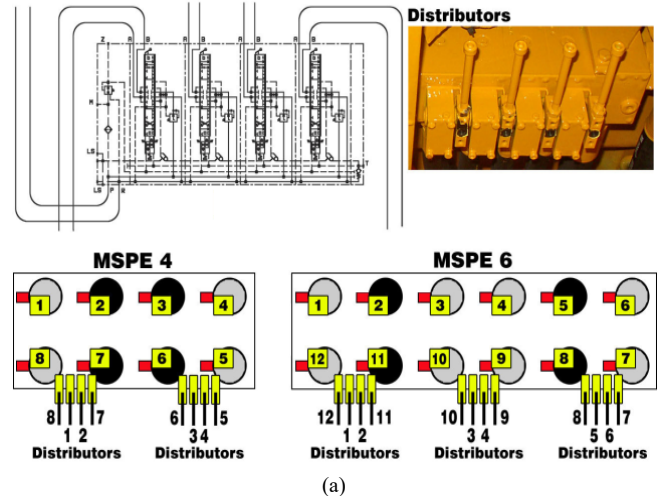 Distributors
Z A B A B A B A B
M
LS
T
LS P R
MSPE 4
MSPE 6
1 2 3 4
1 2 3 4 5 6
8 7 6 5
12 11 10 9 8 7
8 7 6 5
12 11 10 9 8 7
1 2 3 4
1 2 3 4 5 6
Distributors Distributors
Distributors Distributors Distributors
(a)